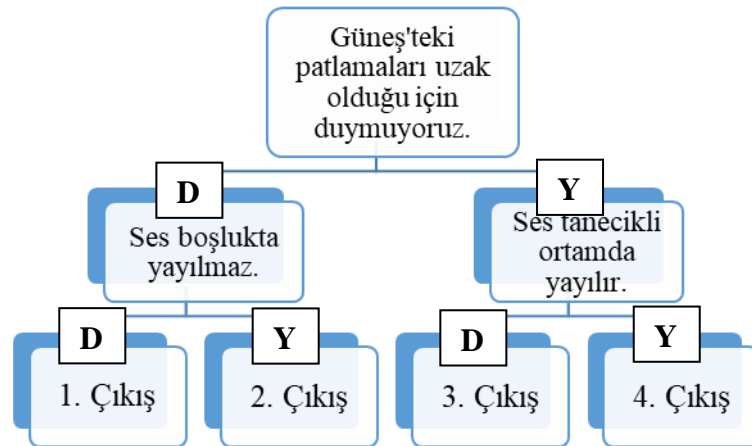 Güneş'teki
patlamaları uzak
olduğu için
duymuyoruz.
D
Y
Ses boşlukta
yayılmaz.
Ses tanecikli
ortamda
yayılır.
D
Y
D
Y
1. Çıkış
2. Çıkış
3. Çıkış
4. Çıkış